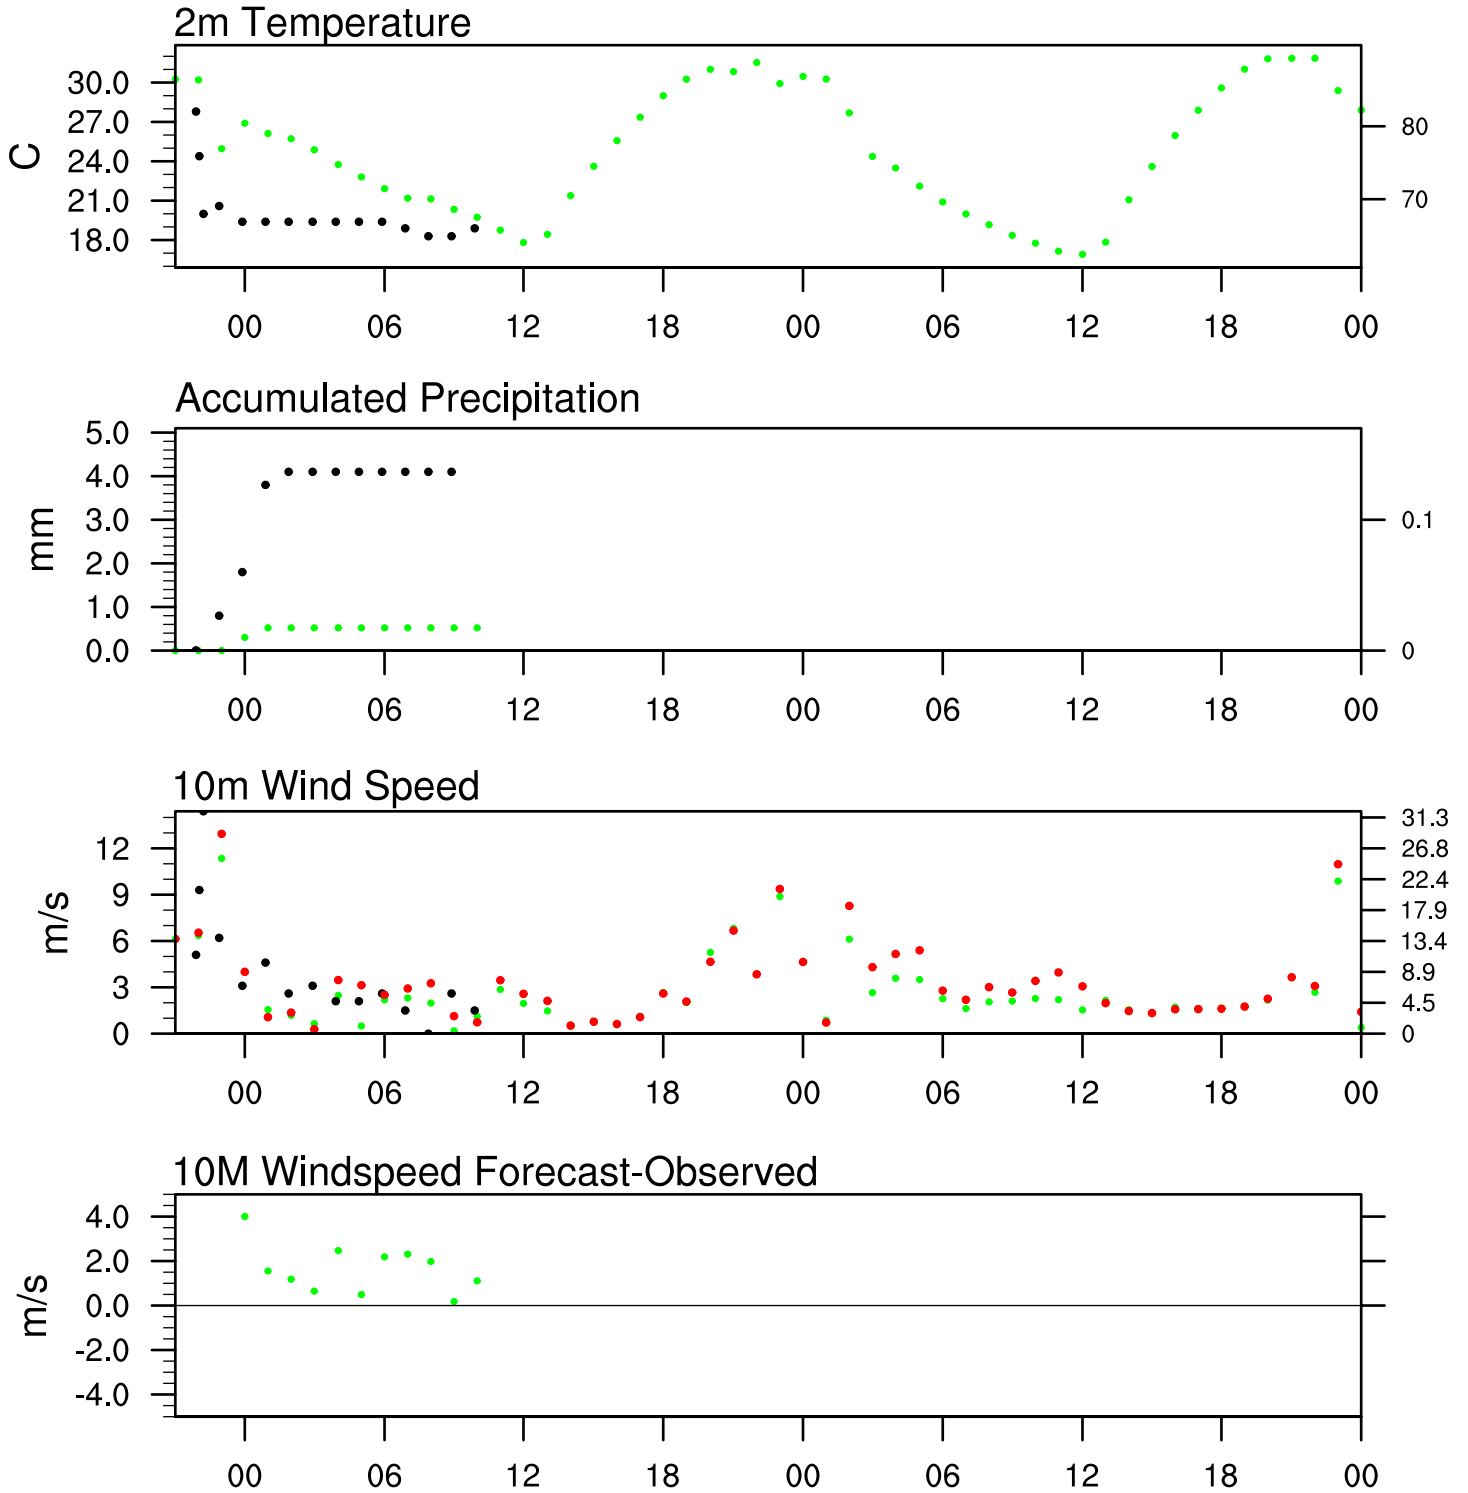 2m Temperature
30.0
27.0
24.0
21.0
18.0
C
80
70
00 06 12 18 00 06 12 18 00
Accumulated Precipitation
5.0
4.0
3.0
2.0
1.0
0.0
mm
0.1
0
00 06 12 18 00 06 12 18 00
10m Wind Speed
12
9
6
3
0
m/s
31.3
26.8
22.4
17.9
13.4
8.9
4.5
0
00 06 12 18 00 06 12 18 00
10M Windspeed Forecast-Observed
4.0
2.0
0.0
-2.0
-4.0
m/s
00 06 12 18 00 06 12 18 00